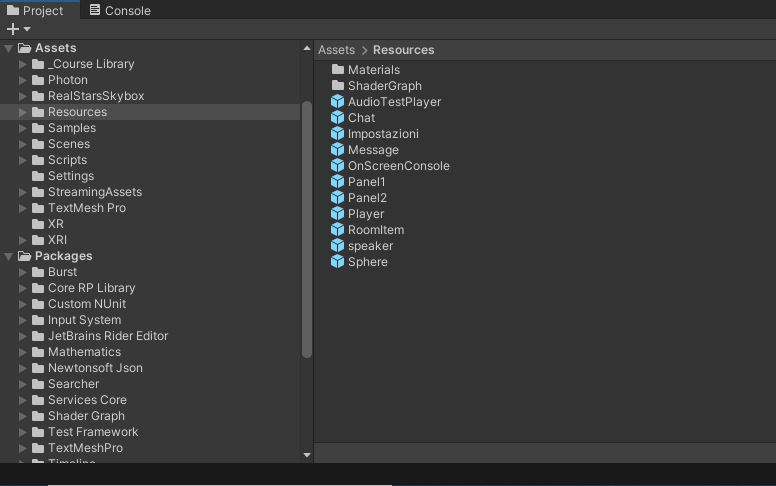 Project
Console
Assets
_Course Library
Photon
RealStarsSkybox
Resources
Samples
Scenes
Scripts
Settings
StreamingAssets
TextMesh Pro
XR
XRI
Packages
Burst
Core RP Library
Custom NUnit
Input System
JetBrains Rider Editor
Mathematics
Newtonsoft Json
Searcher
Services Core
Shader Graph
Test Framework
TextMeshPro
Timeline
Assets > Resources
Materials
ShaderGraph
AudioTestPlayer
Chat
Impostazioni
Message
OnScreenConsole
Panel1
Panel2
Player
RoomItem
speaker
Sphere